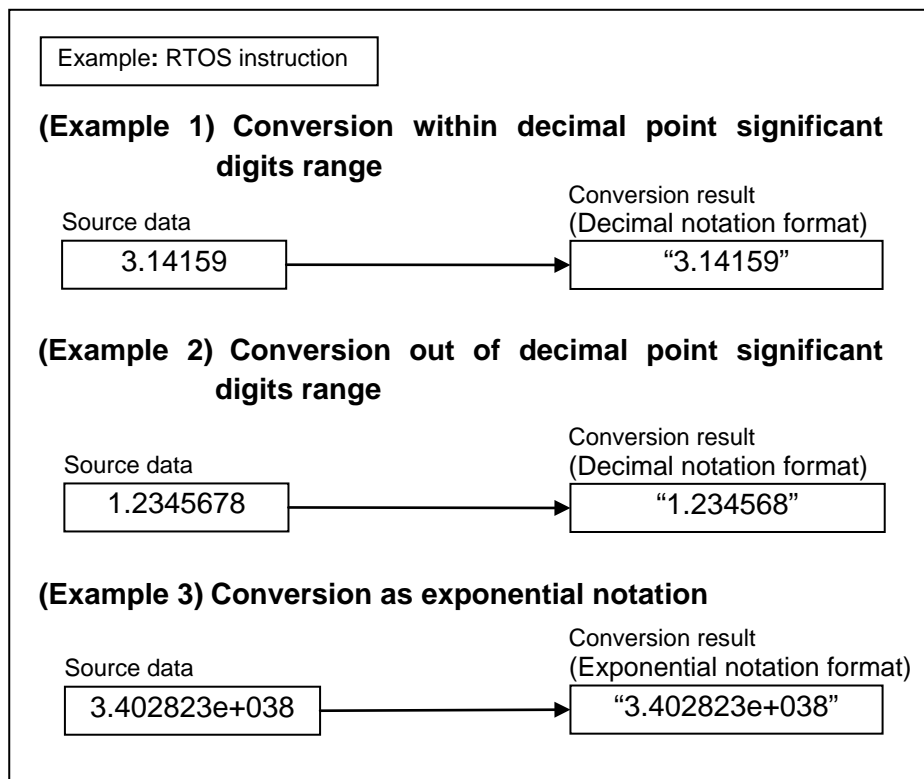 Example: RTOS instruction
(Example 1) Conversion within decimal point significant
digits range
Source data
Conversion result
(Decimal notation format)
3.14159
“3.14159”
(Example 2) Conversion out of decimal point significant
digits range
Source data
Conversion result
(Decimal notation format)
1.2345678
“1.234568”
(Example 3) Conversion as exponential notation
Source data
Conversion result
(Exponential notation format)
3.402823e+038
“3.402823e+038”